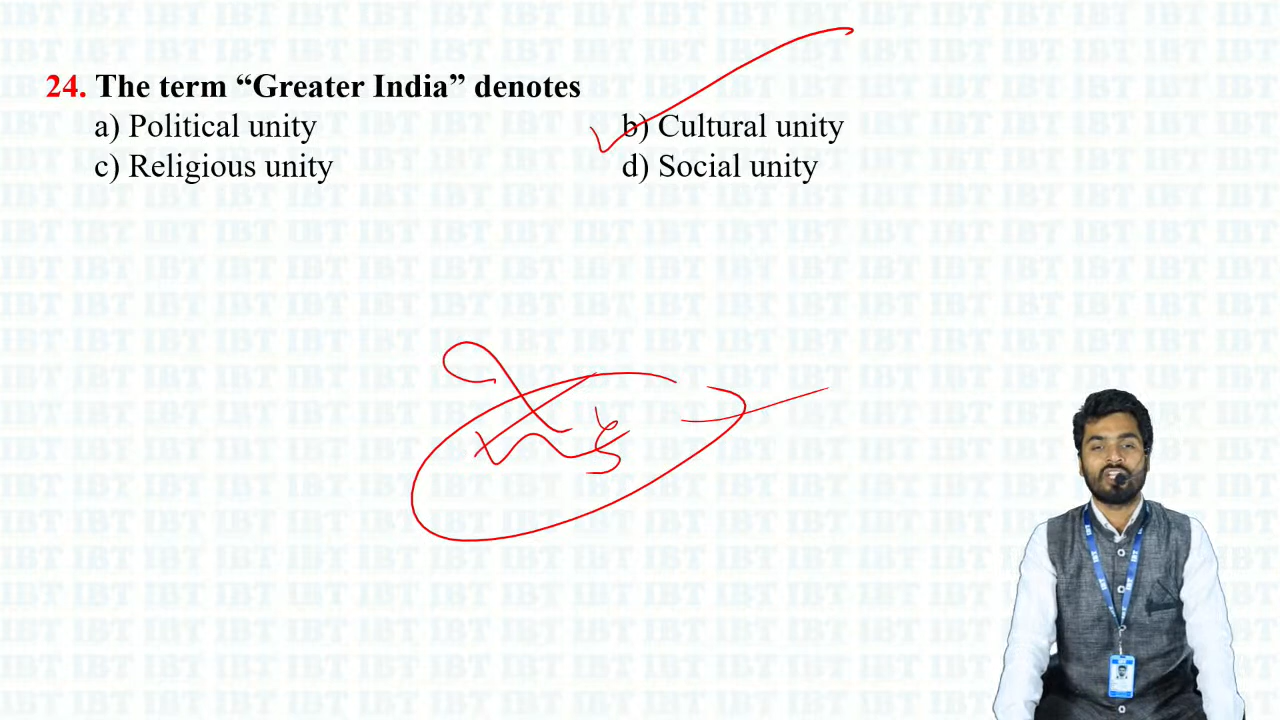 24. The term “Greater India” denotes
a) Political unity b) Cultural unity
c) Religious unity d) Social unity